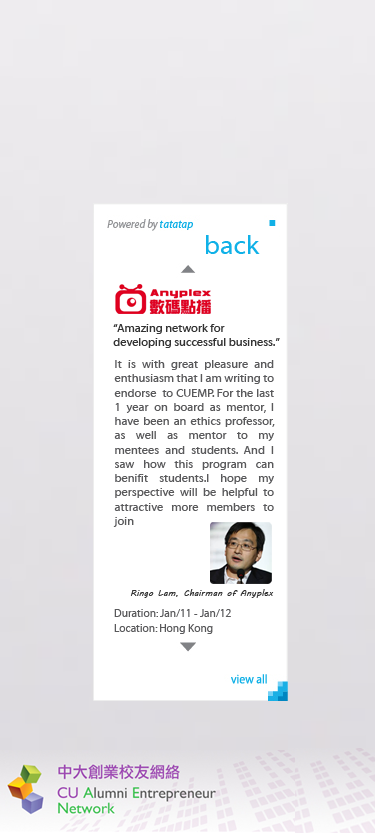 Powered by tatatap
back
Anyplex
數碼點播
“Amazing network for
developing successful business.”
It is with great pleasure and
enthusiasm that I am writing to
endorse to CUEMP. For the last
1 year on board as mentor, I
have been an ethics professor,
as well as mentor to my
mentees and students. And I
saw how this program can
benifit students.I hope my
perspective will be helpful to
attractive more members to
join
Ringo Lam, Chairman of Anyplex
Duration: Jan/11 - Jan/12
Location: Hong Kong
view all
中大創業校友網絡
CU Alumni Entrepreneur
Network